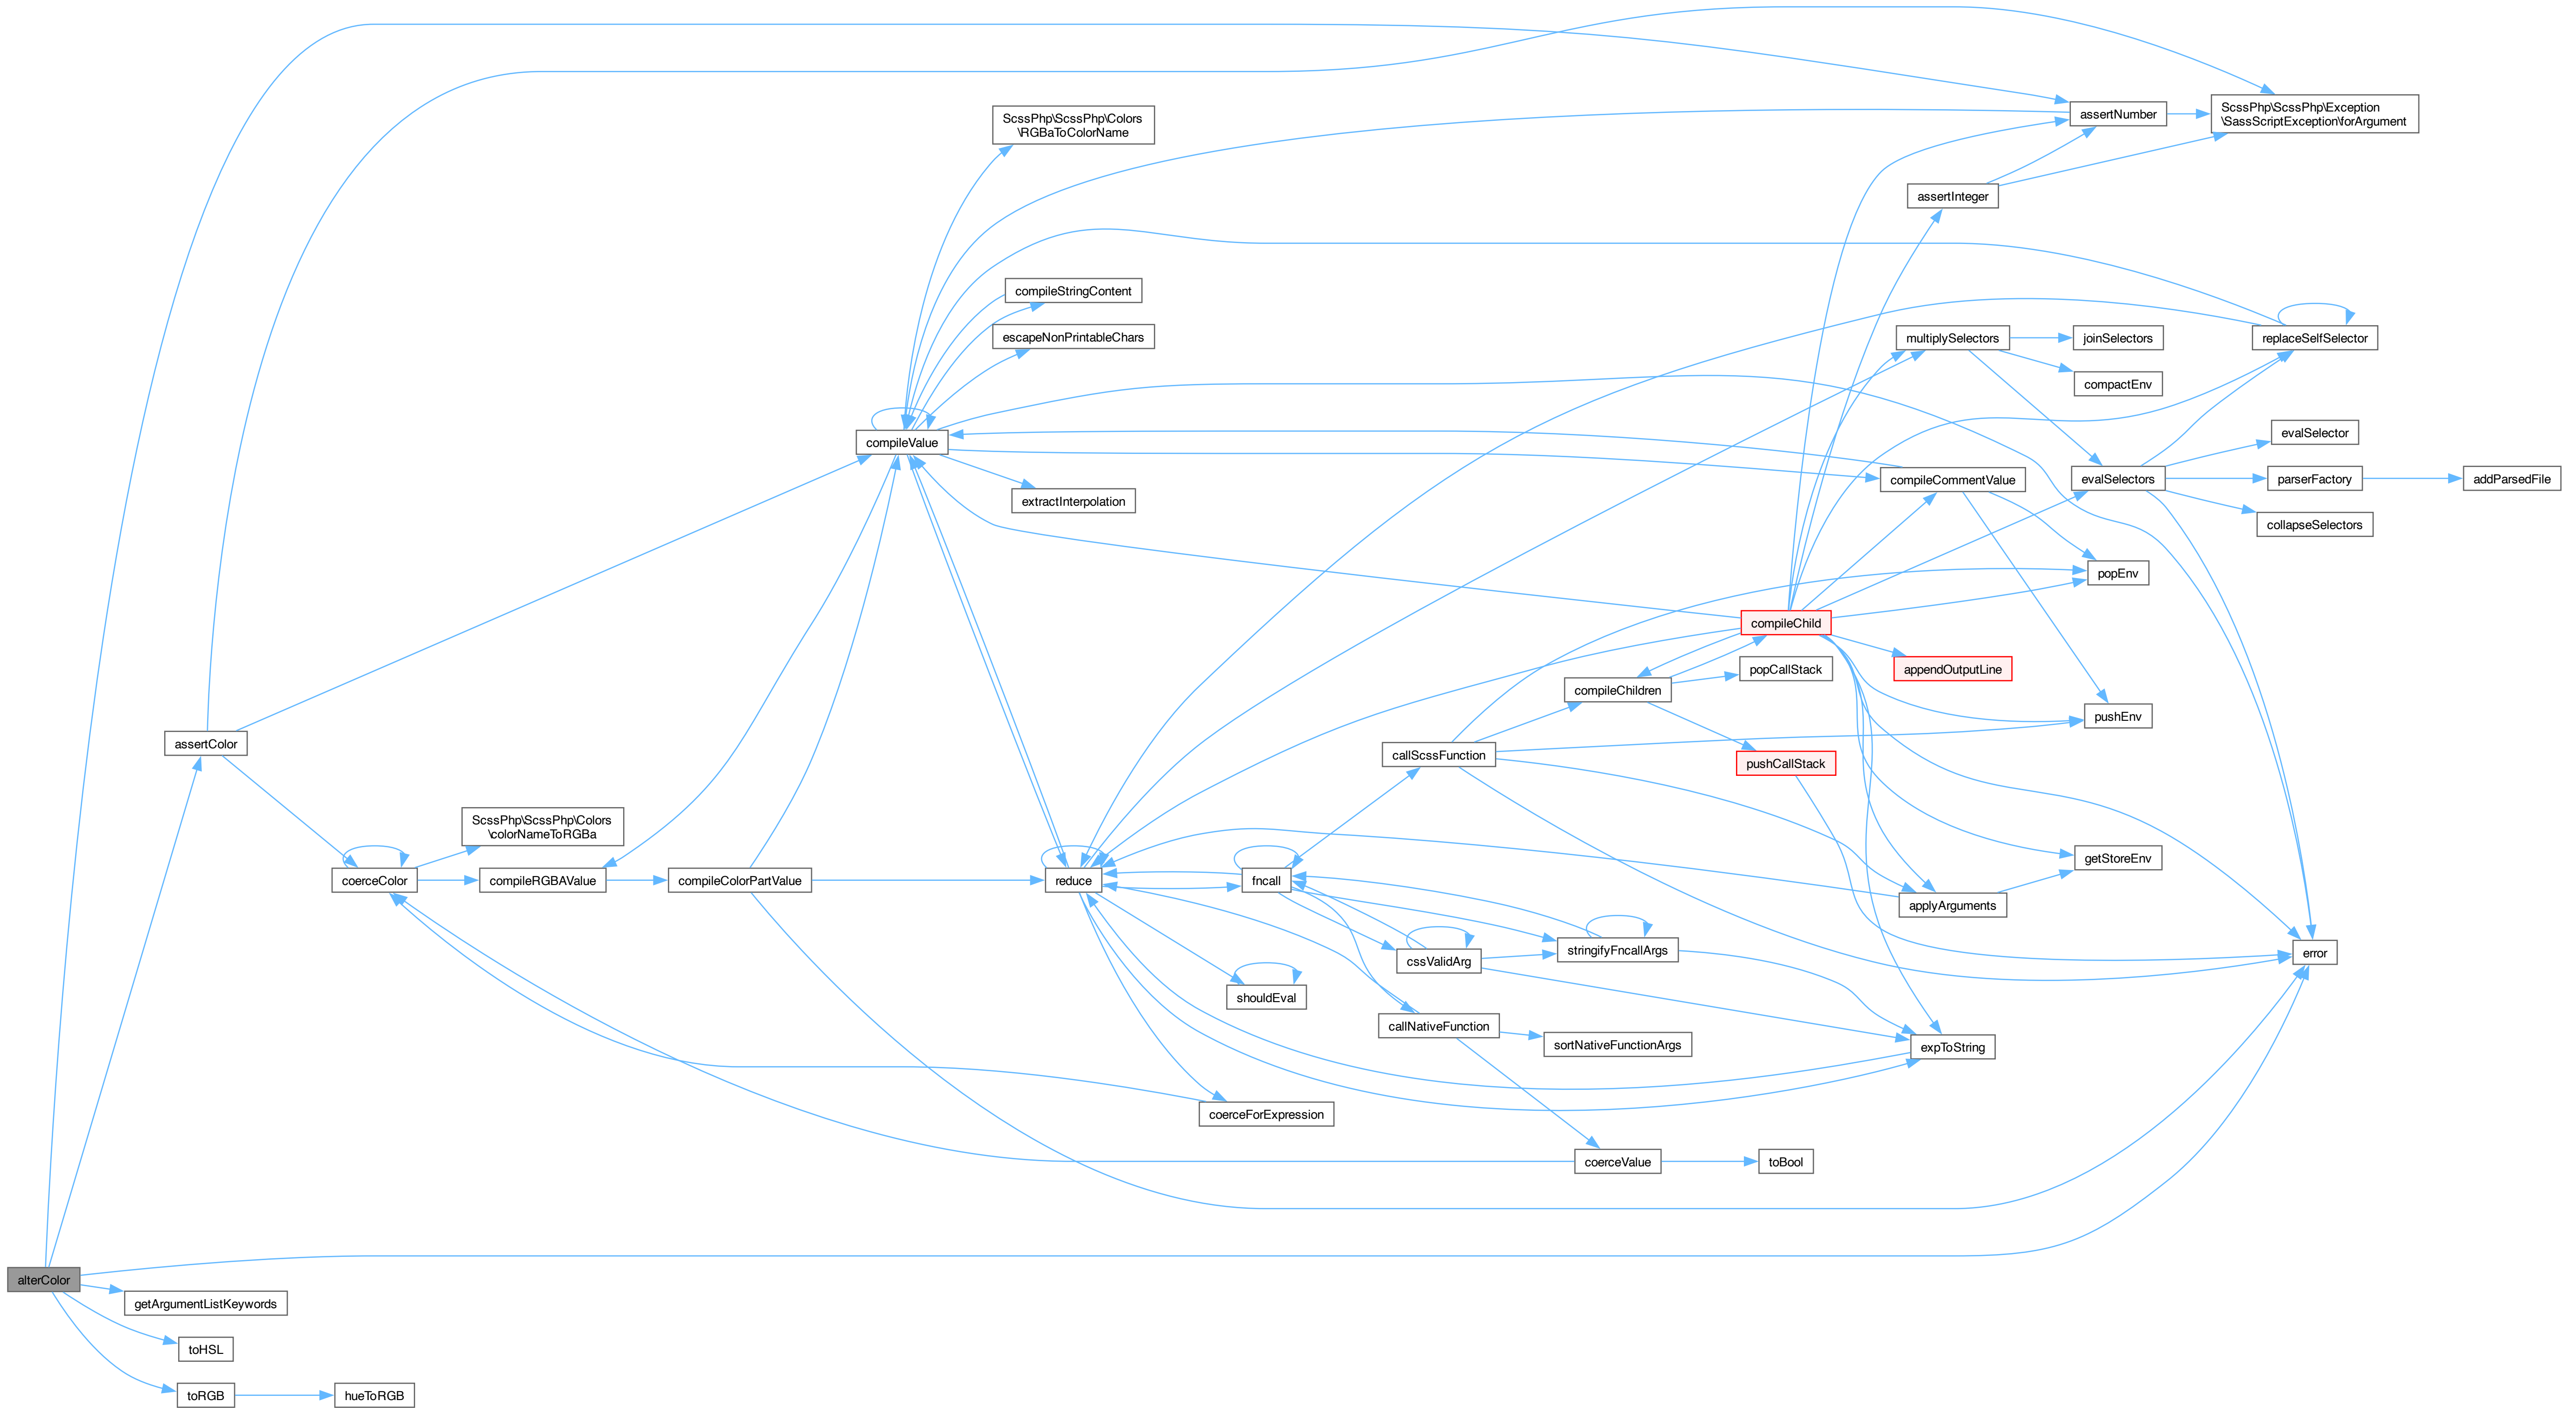 ScssPhp\ScssPhp\Exception
\SassScriptException\forArgument
assertNumber
ScssPhp\ScssPhp\Colors
\RGBaToColorName
assertInteger
compileStringContent
escapeNonPrintableChars
multiplySelectors
joinSelectors
replaceSelfSelector
compactEnv
evalSelector
compileValue
compileCommentValue
evalSelectors
parserFactory
addParsedFile
extractInterpolation
collapseSelectors
popEnv
compileChild
popCallStack
appendOutputLine
compileChildren
pushEnv
assertColor
callScssFunction
pushCallStack
ScssPhp\ScssPhp\Colors
\colorNameToRGBa
getStoreEnv
coerceColor
compileRGBAValue
compileColorPartValue
reduce
fncall
applyArguments
stringifyFncallArgs
error
cssValidArg
shouldEval
callNativeFunction
sortNativeFunctionArgs
expToString
coerceForExpression
coerceValue
toBool
alterColor
getArgumentListKeywords
toHSL
toRGB
hueToRGB